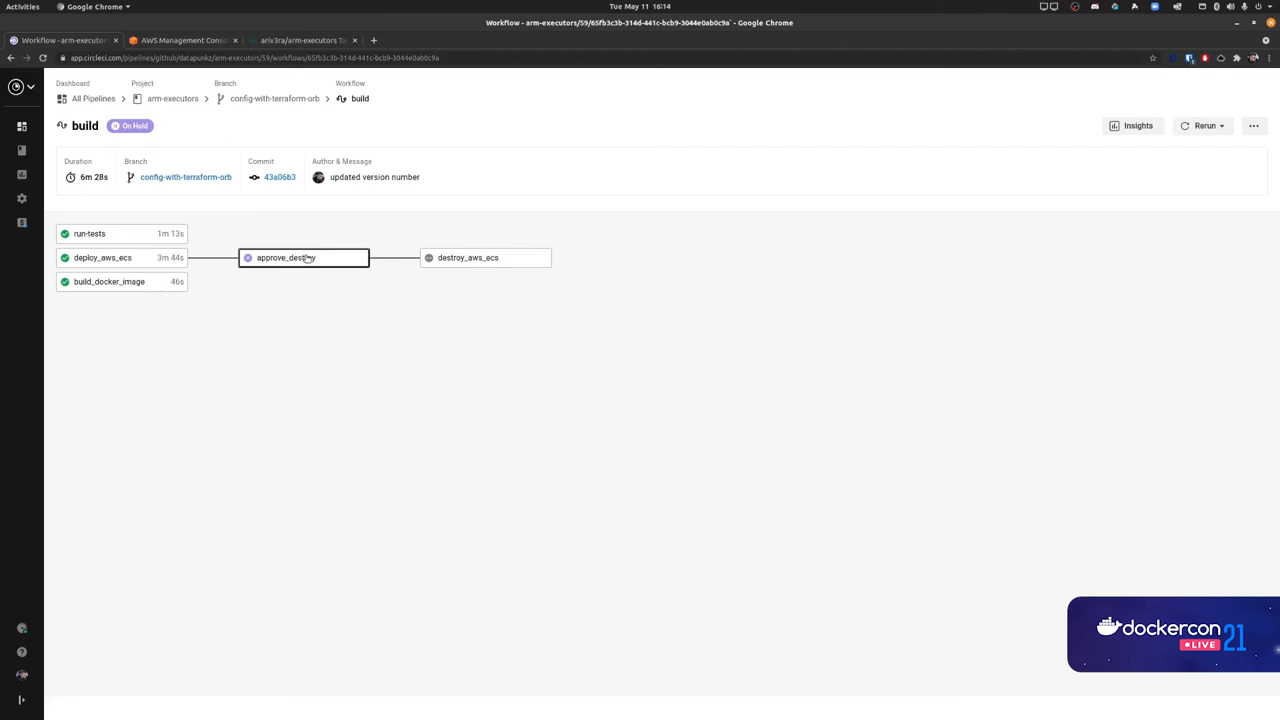 Activities
Google Chrome
Tue May 11 16:14
Workflow - arm-executors/59/65fb3c3b-314d-441c-bcb9-3044e0ab0c9a` - Google Chrome
Workflow - arm-executors
AWS Management Conso
ariv3ra/arm-executors Ta
app.circleci.com/pipelines/github/datapunkz/arm-executors/59/workflows/65fb3c3b-314d-441c-bcb9-3044e0ab0c9a
Dashboard
Project
Branch
Workflow
All Pipelines
arm-executors
config-with-terraform-orb
build
build
On Hold
Insights
Rerun
Duration
Branch
Commit
Author & Message
6m 28s
config-with-terraform-orb
43a06b3
updated version number
run-tests 1m 13s
deploy_aws_ecs 3m 44s
approve_destroy
destroy_aws_ecs
build_docker_image 46s
dockercon
LIVE
21